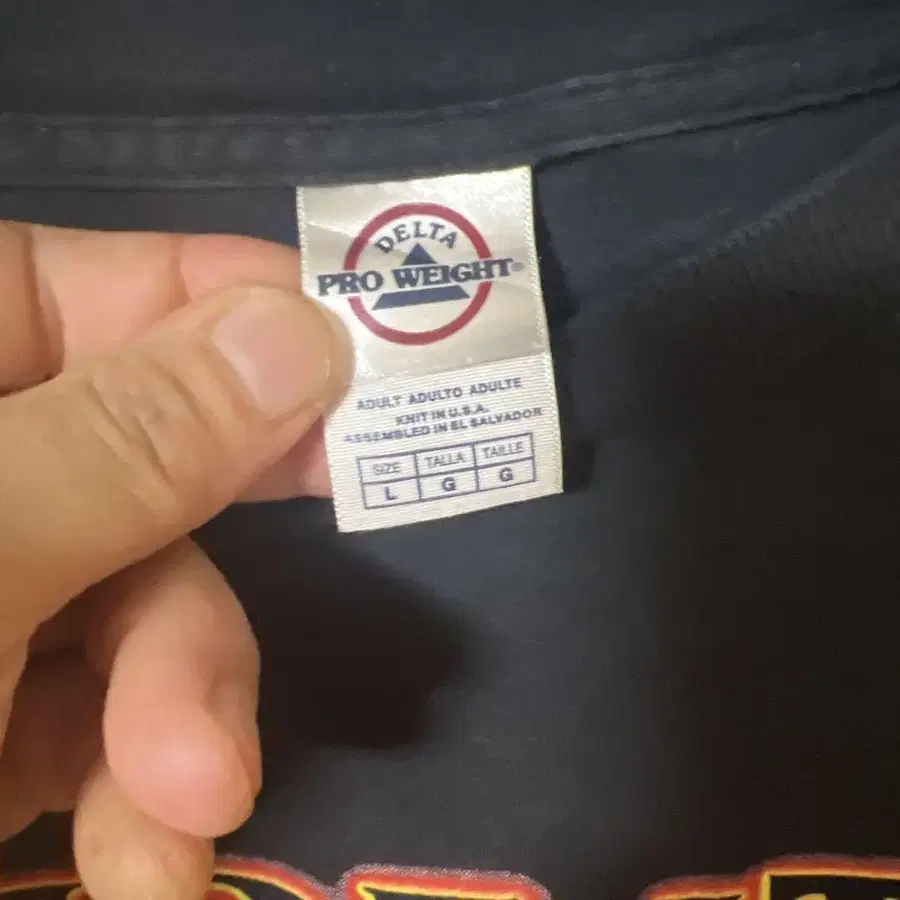 DELTA
PRO WEIGHT®
ADULT ADULTO ADULTE
KNIT IN U.S.A.
ASSEMBLED IN EL SALVADOR
SIZE TALLA TAILLE
L G G